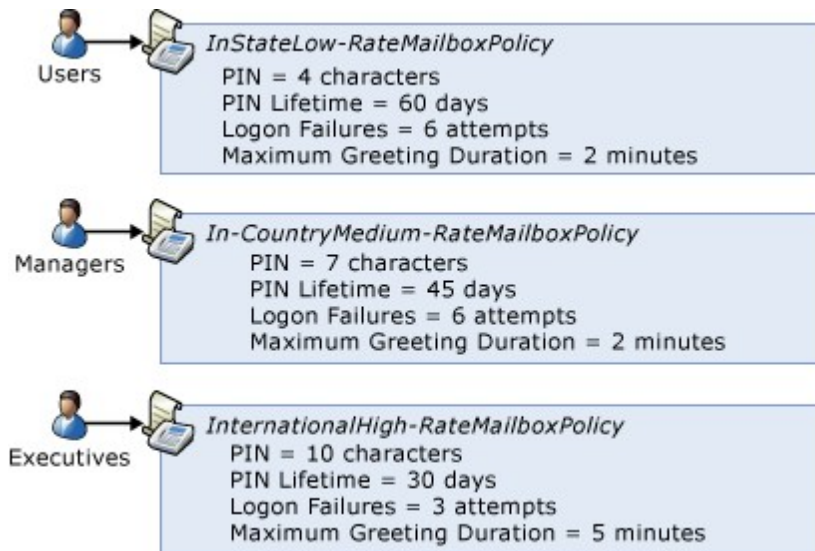 Users
InStateLow-RateMailboxPolicy
PIN = 4 characters
PIN Lifetime = 60 days
Logon Failures = 6 attempts
Maximum Greeting Duration = 2 minutes
Managers
In-CountryMedium-RateMailboxPolicy
PIN = 7 characters
PIN Lifetime = 45 days
Logon Failures = 6 attempts
Maximum Greeting Duration = 2 minutes
Executives
InternationalHigh-RateMailboxPolicy
PIN = 10 characters
PIN Lifetime = 30 days
Logon Failures = 3 attempts
Maximum Greeting Duration = 5 minutes